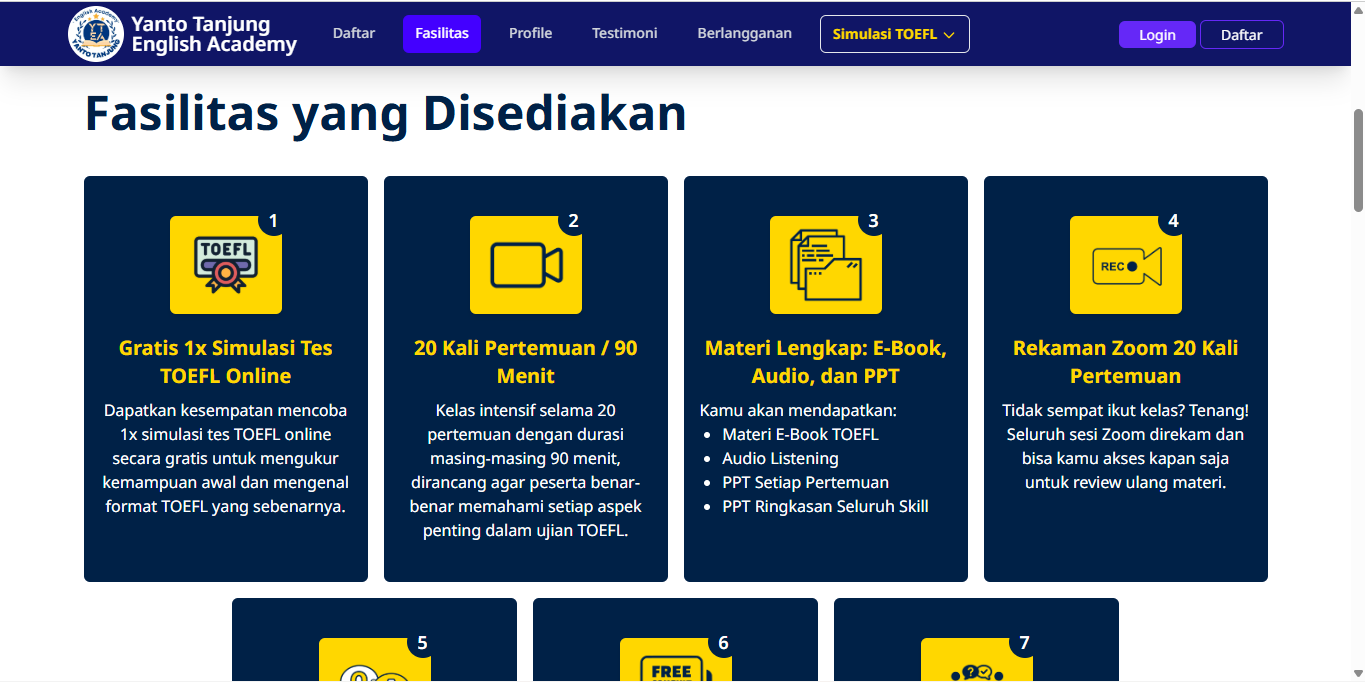 English Academy
YTEA
YANTO TANJUNG
Yanto Tanjung
English Academy
Daftar
Fasilitas
Profile
Testimoni
Berlangganan
Simulasi TOEFL
Login
Daftar
Fasilitas yang Disediakan
1
TOEFL
Gratis 1x Simulasi Tes
TOEFL Online
Dapatkan kesempatan mencoba
1x simulasi tes TOEFL online
secara gratis untuk mengukur
kemampuan awal dan mengenal
format TOEFL yang sebenarnya.
2
20 Kali Pertemuan / 90
Menit
Kelas intensif selama 20
pertemuan dengan durasi
masing-masing 90 menit,
dirancang agar peserta benar-
benar memahami setiap aspek
penting dalam ujian TOEFL.
3
Materi Lengkap: E-Book,
Audio, dan PPT
Kamu akan mendapatkan:
• Materi E-Book TOEFL
• Audio Listening
• PPT Setiap Pertemuan
• PPT Ringkasan Seluruh Skill
4
REC
Rekaman Zoom 20 Kali
Pertemuan
Tidak sempat ikut kelas? Tenang!
Seluruh sesi Zoom direkam dan
bisa kamu akses kapan saja
untuk review ulang materi.
5
6
FREE
7